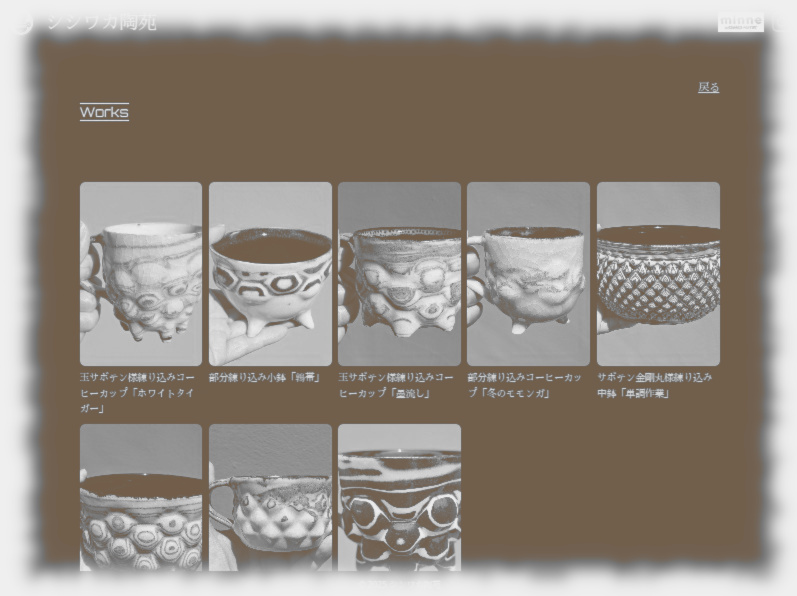 シシワカ陶苑
minne
戻る
Works
玉サボテン様練り込みコー
ヒーカップ「ホワイトタイ
ガー」
部分練り込み小鉢
玉サボテン様練り込みコー
ヒーカップ「墨流し」
部分練り込みコーヒーカッ
プ「冬のモモンガ」
サボテン金剛丸様練り込み
中鉢「単調作業」